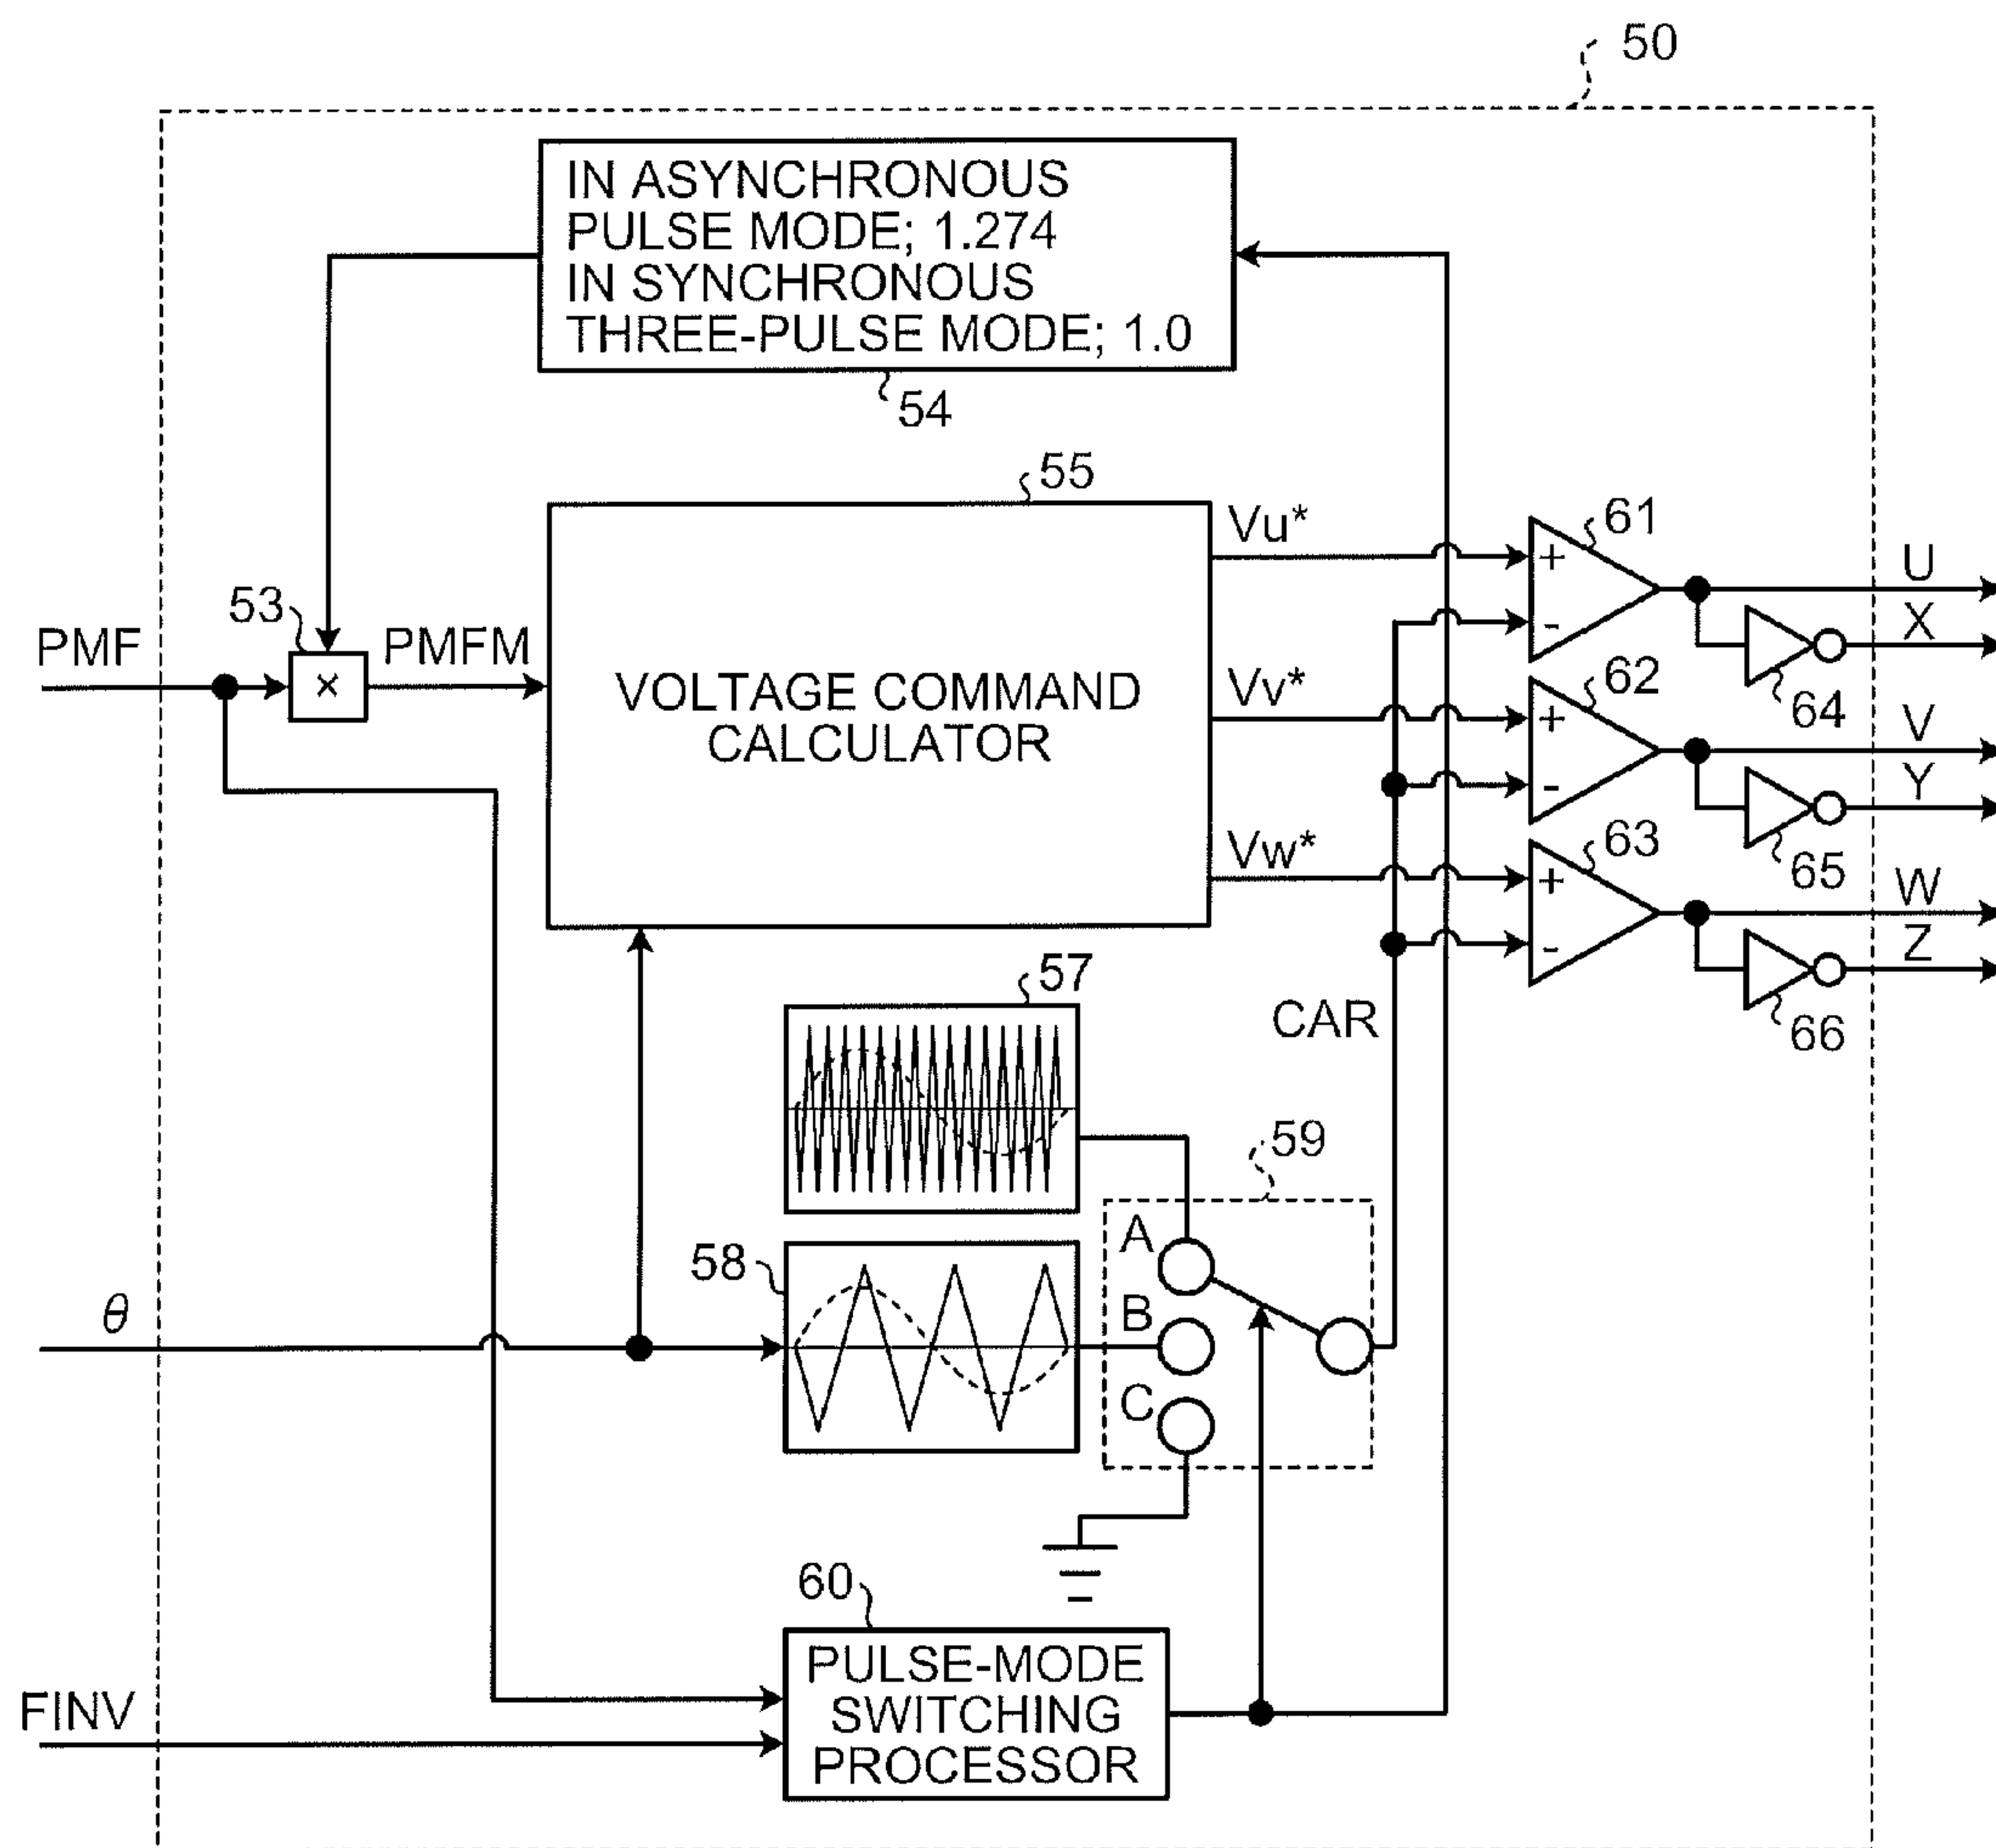 50
IN ASYNCHRONOUS
PULSE MODE; 1.274
IN SYNCHRONOUS
THREE-PULSE MODE; 1.0
54
55
Vu*
61
+
-
U
X
64
53
PMF
×
PMFM
VOLTAGE COMMAND
CALCULATOR
Vv*
62
+
-
V
Y
65
Vw*
63
+
-
W
Z
66
57
CAR
59
58
A
B
C
θ
60
PULSE-MODE
SWITCHING
PROCESSOR
FINV